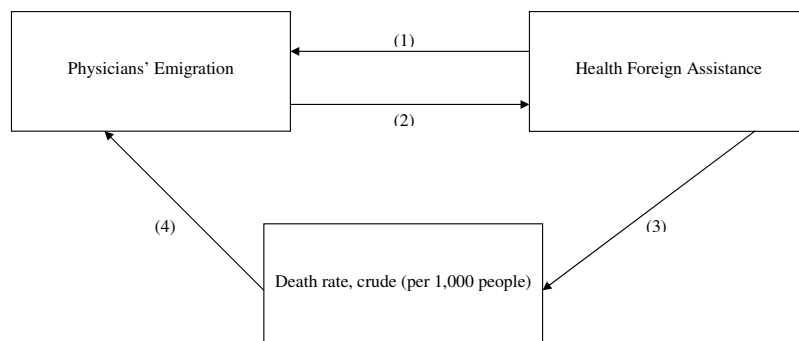 (1)
Physicians’ Emigration
Health Foreign Assistance
(2)
(4)
(3)
Death rate, crude (per 1,000 people)